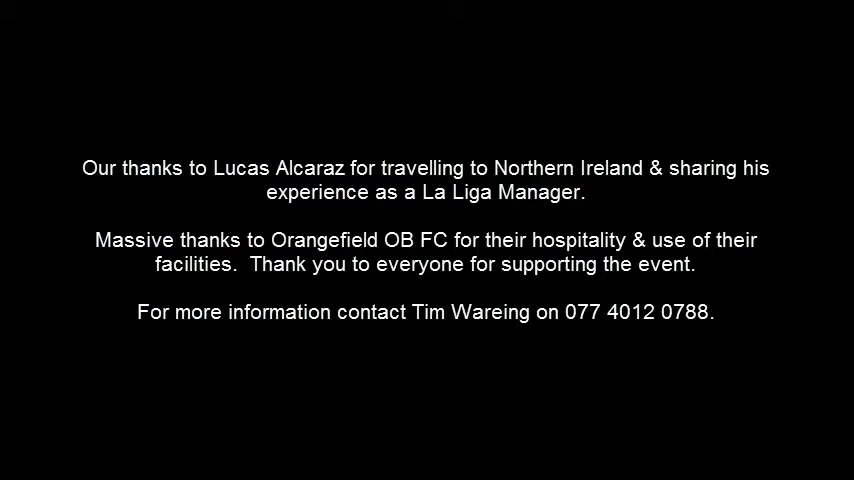 Our thanks to Lucas Alcaraz for travelling to Northern Ireland & sharing his
experience as a La Liga Manager.
Massive thanks to Orangefield OB FC for their hospitality & use of their
facilities.  Thank you to everyone for supporting the event.
For more information contact Tim Wareing on 077 4012 0788.